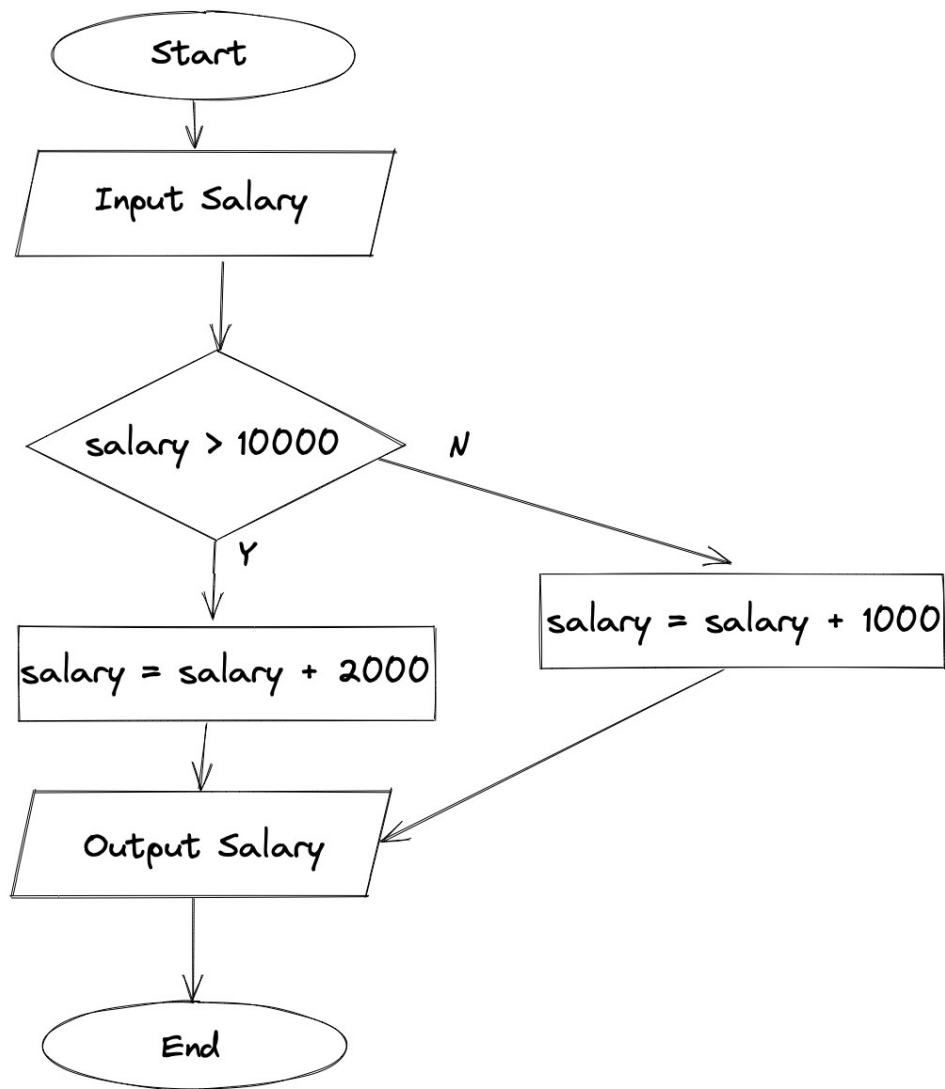 Start
Input Salary
salary > 10000
N
Y
salary = salary + 1000
salary = salary + 2000
Output Salary
End